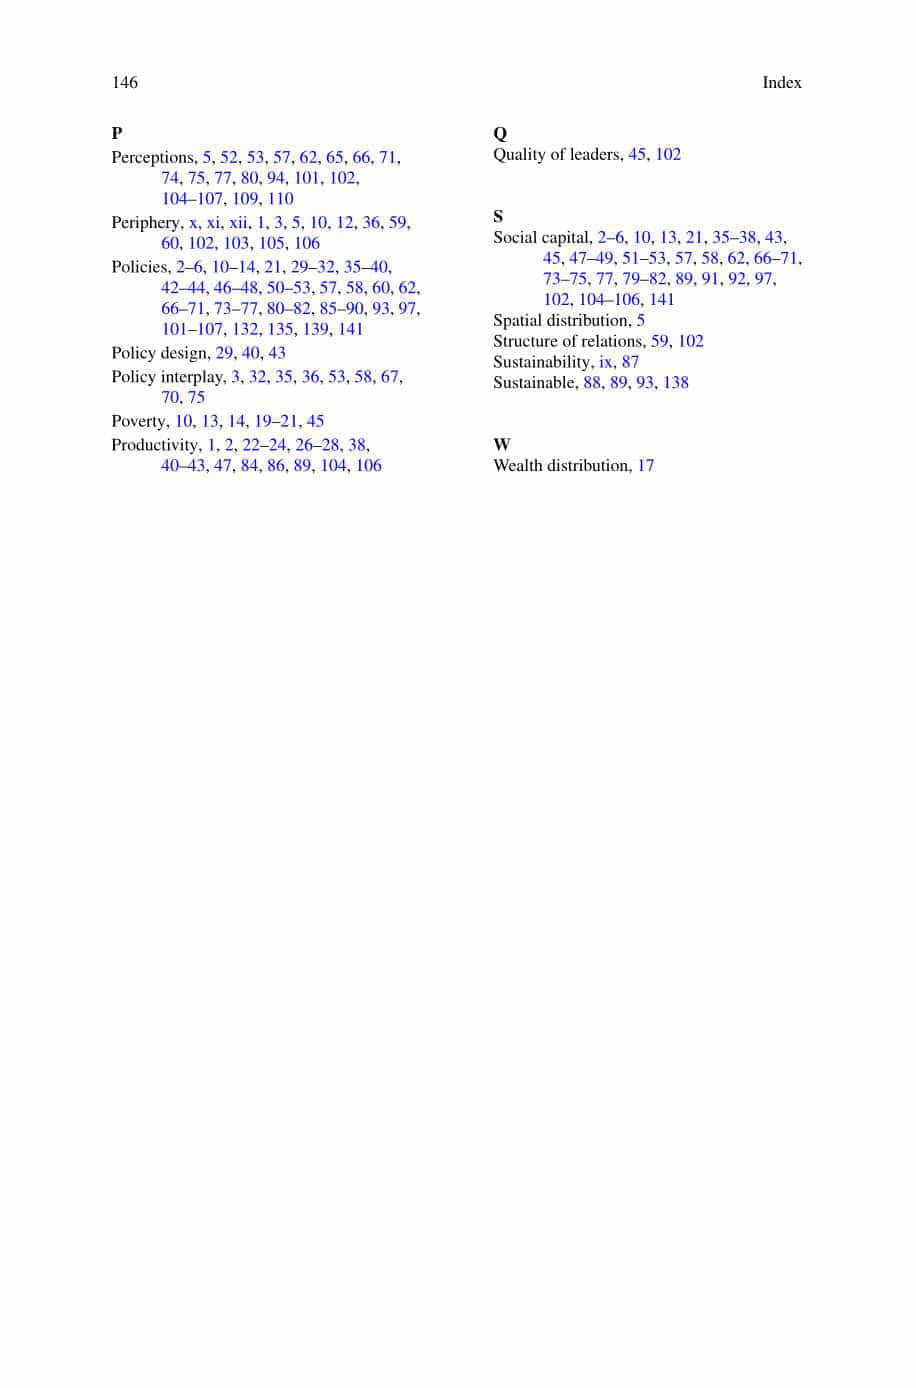 146
Index
P
Perceptions, 5, 52, 53, 57, 62, 65, 66, 71,
74, 75, 77, 80, 94, 101, 102,
104–107, 109, 110
Periphery, x, xi, xii, 1, 3, 5, 10, 12, 36, 59,
60, 102, 103, 105, 106
Policies, 2–6, 10–14, 21, 29–32, 35–40,
42–44, 46–48, 50–53, 57, 58, 60, 62,
66–71, 73–77, 80–82, 85–90, 93, 97,
101–107, 132, 135, 139, 141
Policy design, 29, 40, 43
Policy interplay, 3, 32, 35, 36, 53, 58, 67,
70, 75
Poverty, 10, 13, 14, 19–21, 45
Productivity, 1, 2, 22–24, 26–28, 38,
40–43, 47, 84, 86, 89, 104, 106
Q
Quality of leaders, 45, 102
S
Social capital, 2–6, 10, 13, 21, 35–38, 43,
45, 47–49, 51–53, 57, 58, 62, 66–71,
73–75, 77, 79–82, 89, 91, 92, 97,
102, 104–106, 141
Spatial distribution, 5
Structure of relations, 59, 102
Sustainability, ix, 87
Sustainable, 88, 89, 93, 138
W
Wealth distribution, 17